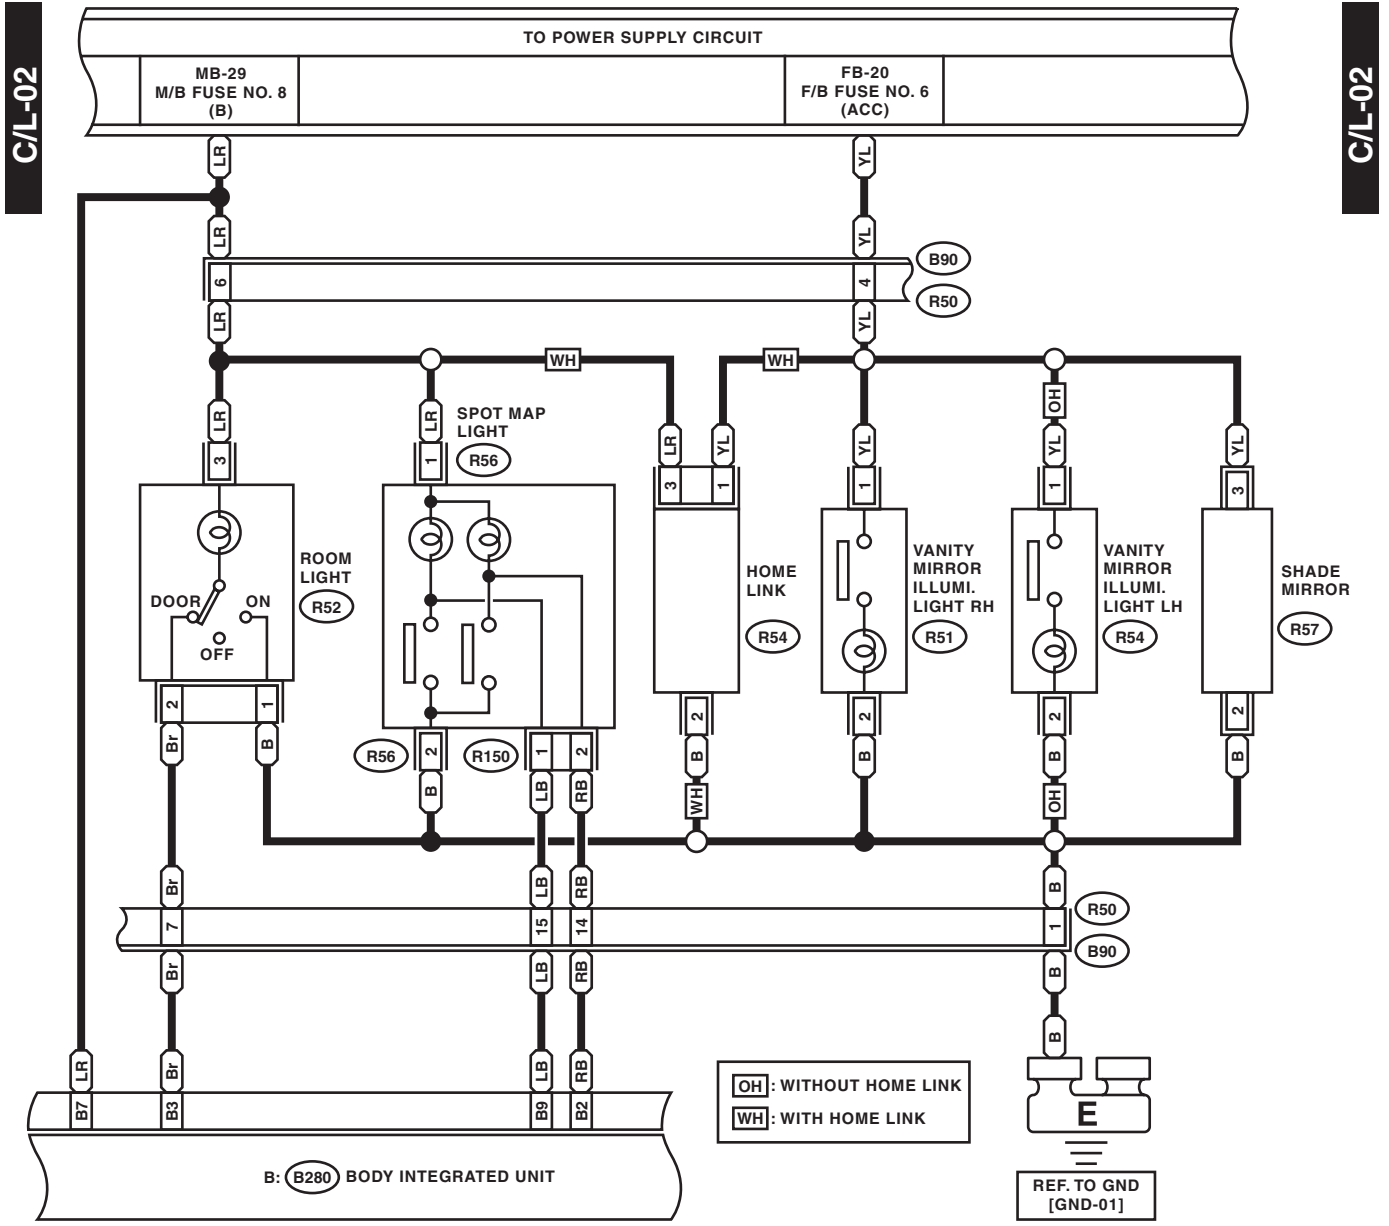 C/L-02
C/L-02
TO POWER SUPPLY CIRCUIT
MB-29
M/B FUSE NO. 8
(B)
FB-20
F/B FUSE NO. 6
(ACC)
LR
YL
LR
YL
B90
6
4
R50
LR
YL
WH
WH
OH
LR
LR
SPOT MAP
LIGHT
R56
LR
YL
YL
YL
YL
3
1
3
1
1
1
3
ROOM
LIGHT
R52
DOOR
ON
OFF
HOME
LINK
R54
VANITY
MIRROR
ILLUMI.
LIGHT RH
R51
VANITY
MIRROR
ILLUMI.
LIGHT LH
R54
SHADE
MIRROR
R57
2
1
2
2
2
2
Br
B
R56
2
R150
1
2
B
B
B
B
B
LB
RB
WH
OH
Br
LB
RB
B
R50
7
15
14
1
B90
Br
LB
RB
B
B
LR
Br
LB
RB
B7
B3
B9
B2
OH : WITHOUT HOME LINK
WH : WITH HOME LINK
E
B: B280 BODY INTEGRATED UNIT
REF. TO GND
[GND-01]